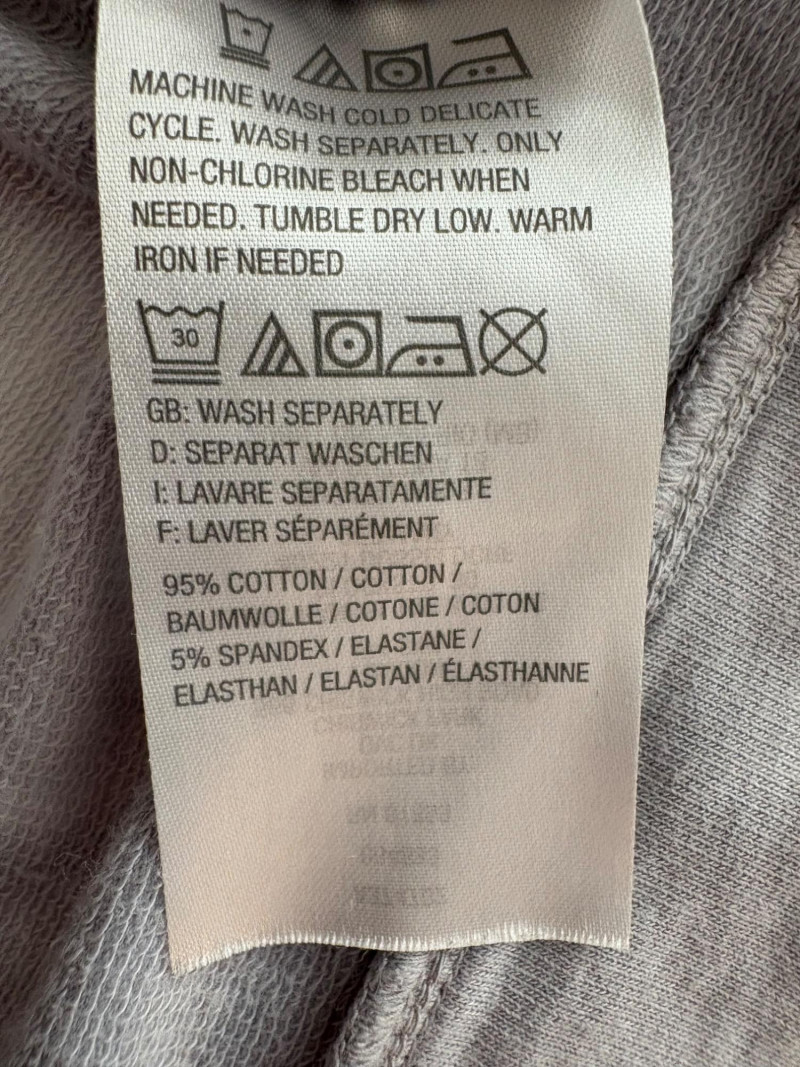 MACHINE WASH COLD DELICATE
CYCLE. WASH SEPARATELY. ONLY
NON-CHLORINE BLEACH WHEN
NEEDED. TUMBLE DRY LOW. WARM
IRON IF NEEDED
30
GB: WASH SEPARATELY
D: SEPARAT WASCHEN
I: LAVARE SEPARATAMENTE
F: LAVER SÉPARÉMENT
95% COTTON / COTTON /
BAUMWOLLE / COTONE / COTON
5% SPANDEX / ELASTANE /
ELASTHAN / ELASTAN / ÉLASTHANNE